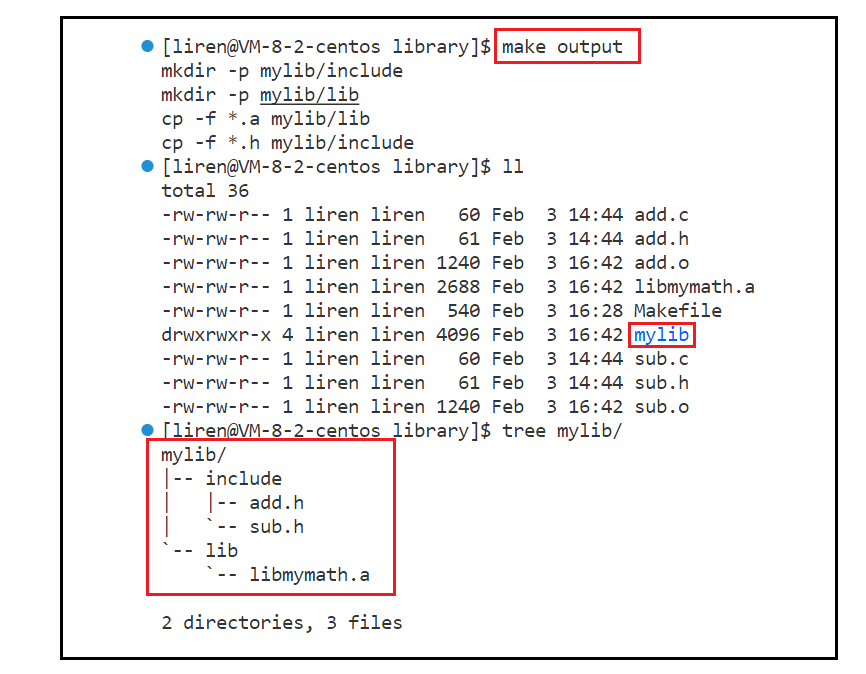 [liren@VM-8-2-centos library]$ make output
mkdir -p mylib/include
mkdir -p mylib/lib
cp -f *.a mylib/lib
cp -f *.h mylib/include
[liren@VM-8-2-centos library]$ ll
total 36
-rw-rw-r-- 1 liren liren   60 Feb  3 14:44 add.c
-rw-rw-r-- 1 liren liren   61 Feb  3 14:44 add.h
-rw-rw-r-- 1 liren liren 1240 Feb  3 16:42 add.o
-rw-rw-r-- 1 liren liren 2688 Feb  3 16:42 libmymath.a
-rw-rw-r-- 1 liren liren  540 Feb  3 16:28 Makefile
drwxrwxr-x 4 liren liren 4096 Feb  3 16:42 mylib
-rw-rw-r-- 1 liren liren   60 Feb  3 14:44 sub.c
-rw-rw-r-- 1 liren liren   61 Feb  3 14:44 sub.h
-rw-rw-r-- 1 liren liren 1240 Feb  3 16:42 sub.o
[liren@VM-8-2-centos library]$ tree mylib/
mylib/
|-- include
|   |-- add.h
|   `-- sub.h
`-- lib
    `-- libmymath.a
2 directories, 3 files